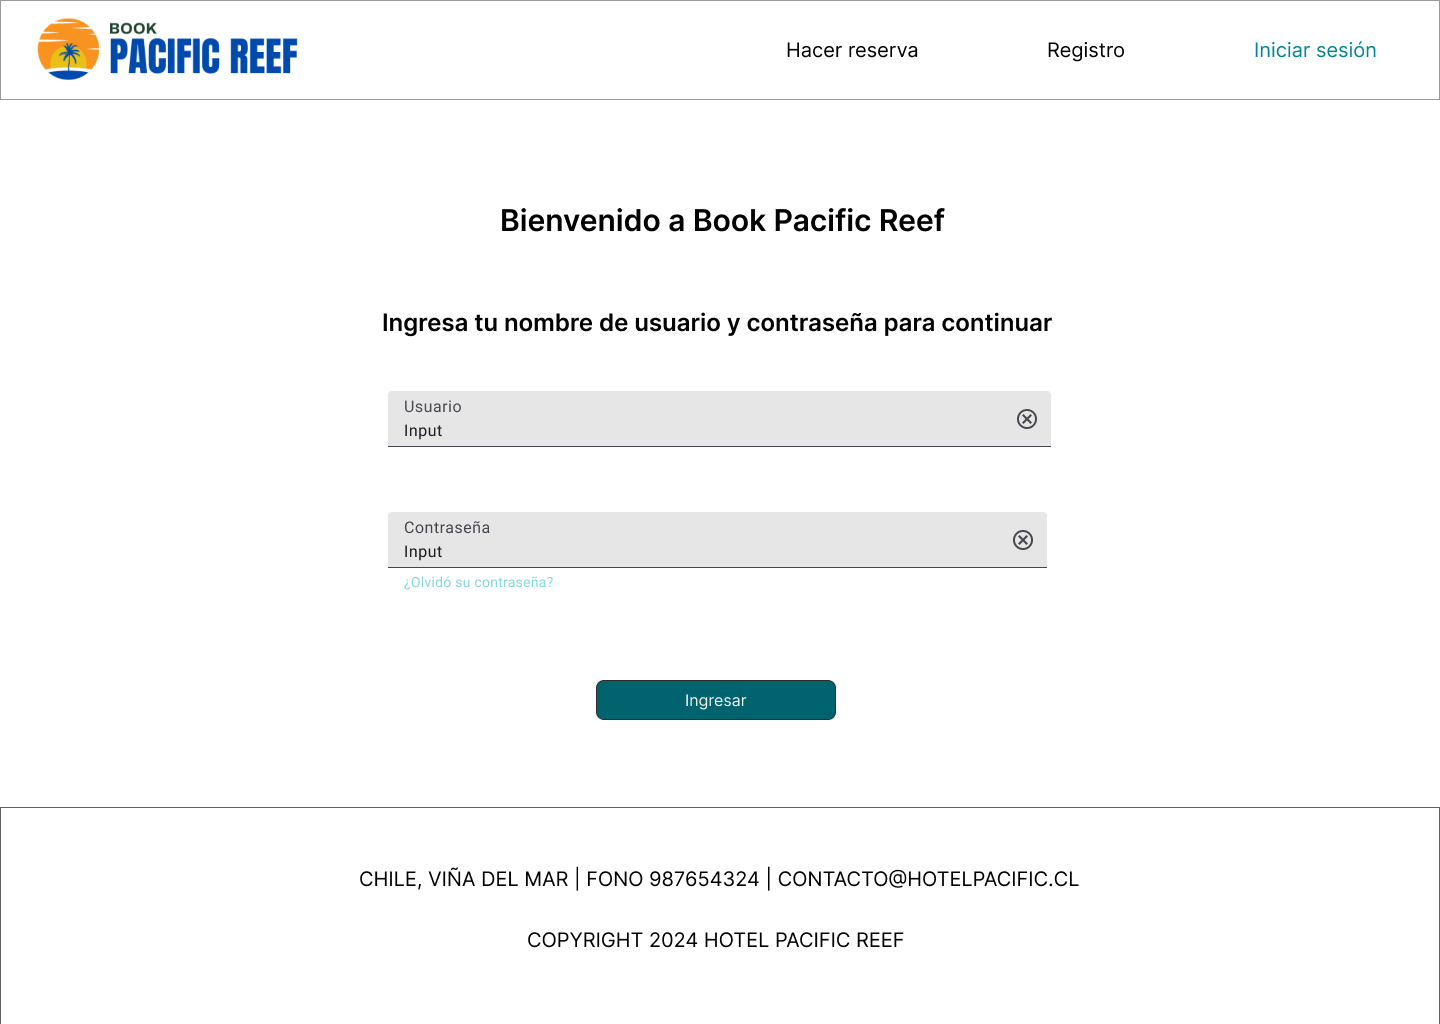 BOOK
PACIFIC REEF
Hacer reserva
Registro
Iniciar sesión
Bienvenido a Book Pacific Reef
Ingresa tu nombre de usuario y contraseña para continuar
Usuario
Input
Contraseña
Input
¿Olvidó su contraseña?
Ingresar
CHILE, VIÑA DEL MAR | FONO 987654324 | CONTACTO@HOTELPACIFIC.CL
COPYRIGHT 2024 HOTEL PACIFIC REEF